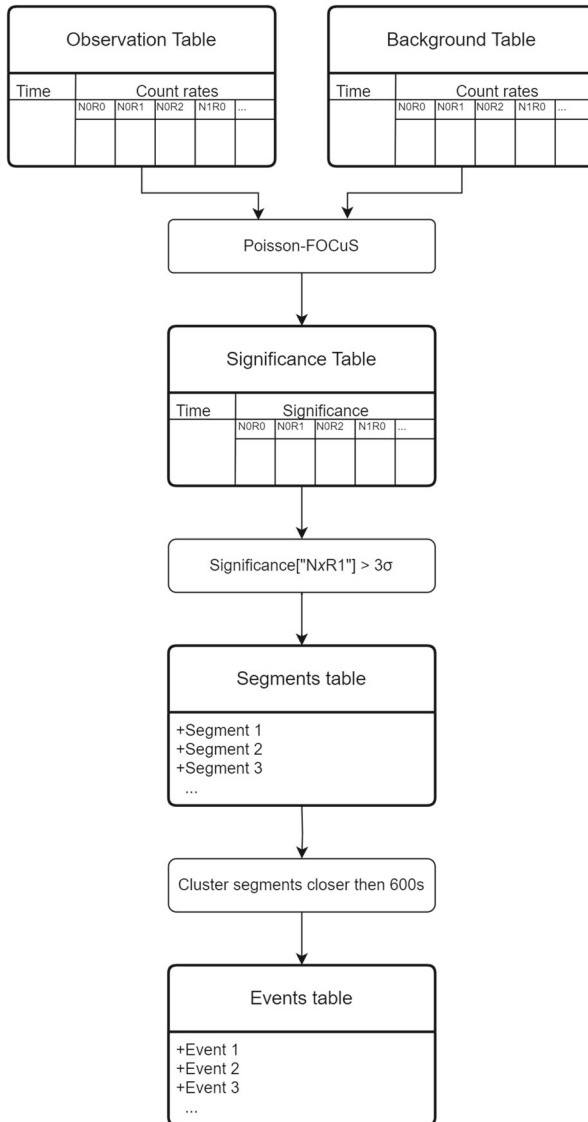 Observation Table
Time Count rates
N0R0 N0R1 N0R2 N1R0 ...
Background Table
Time Count rates
N0R0 N0R1 N0R2 N1R0 ...
Poisson-FOCuS
Significance Table
Time Significance
N0R0 N0R1 N0R2 N1R0 ...
Significance["NxR1"] > 3σ
Segments table
+Segment 1
+Segment 2
+Segment 3
...
Cluster segments closer then 600s
Events table
+Event 1
+Event 2
+Event 3
...